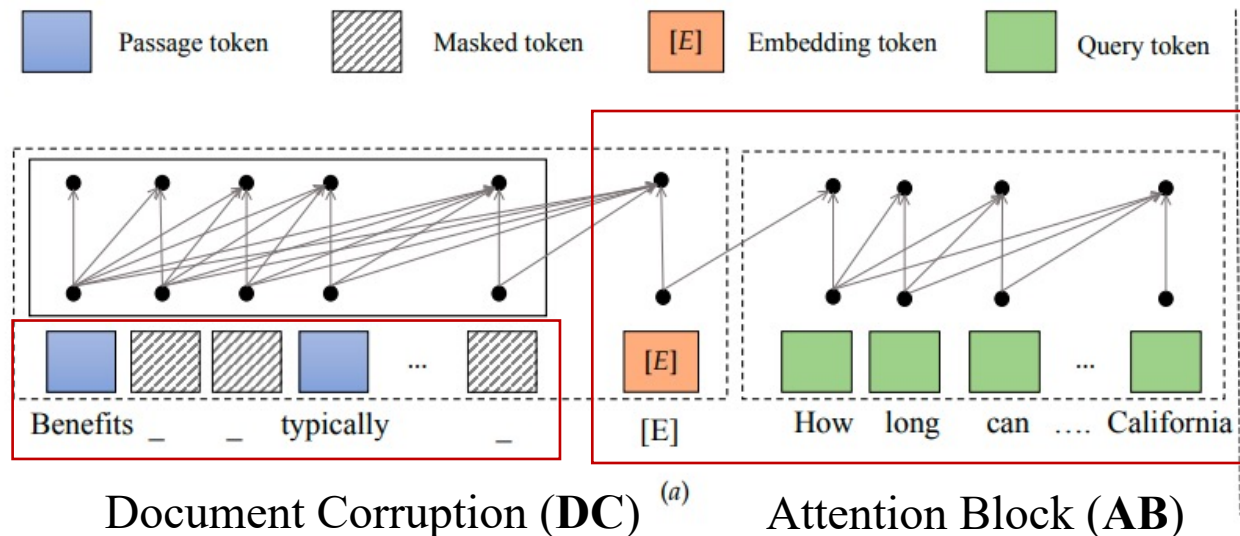 Passage token Masked token [E] Embedding token Query token
... [E] ...
Benefits _ _ typically _ [E] How long can .... California
(a)
Document Corruption (DC) Attention Block (AB)